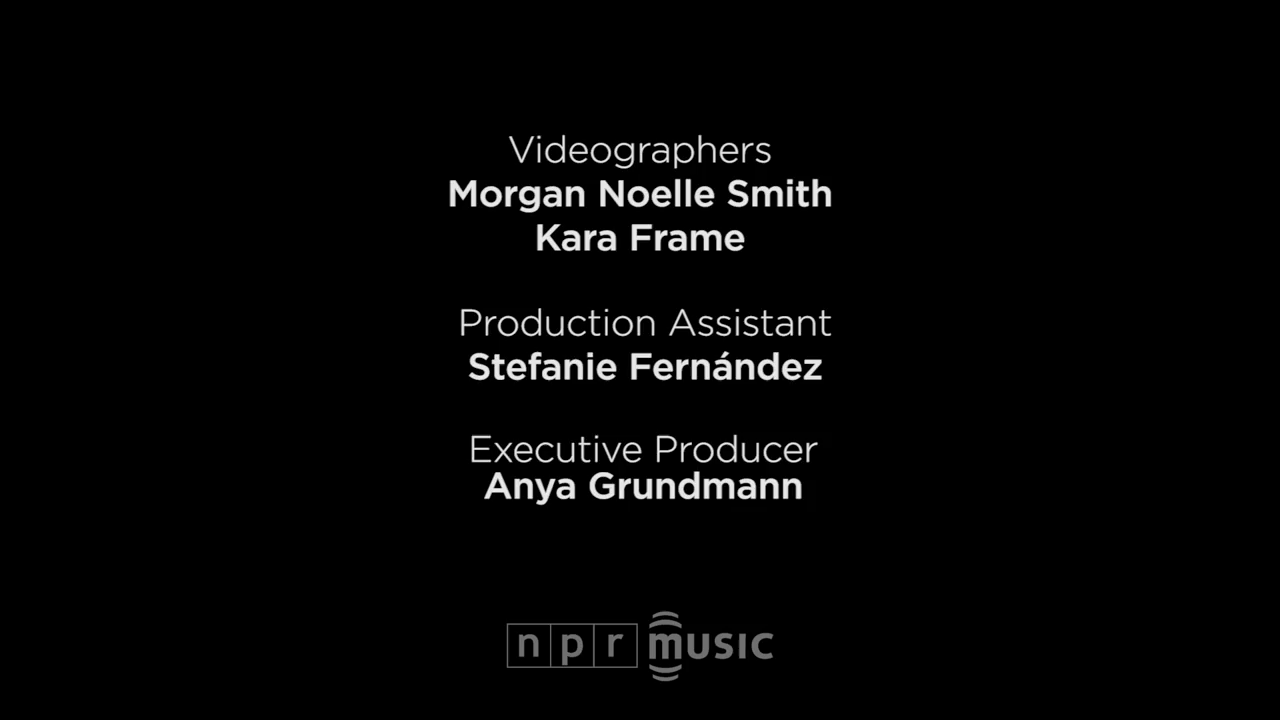 Videographers
Morgan Noelle Smith
Kara Frame
Production Assistant
Stefanie Fernández
Executive Producer
Anya Grundmann
npr music